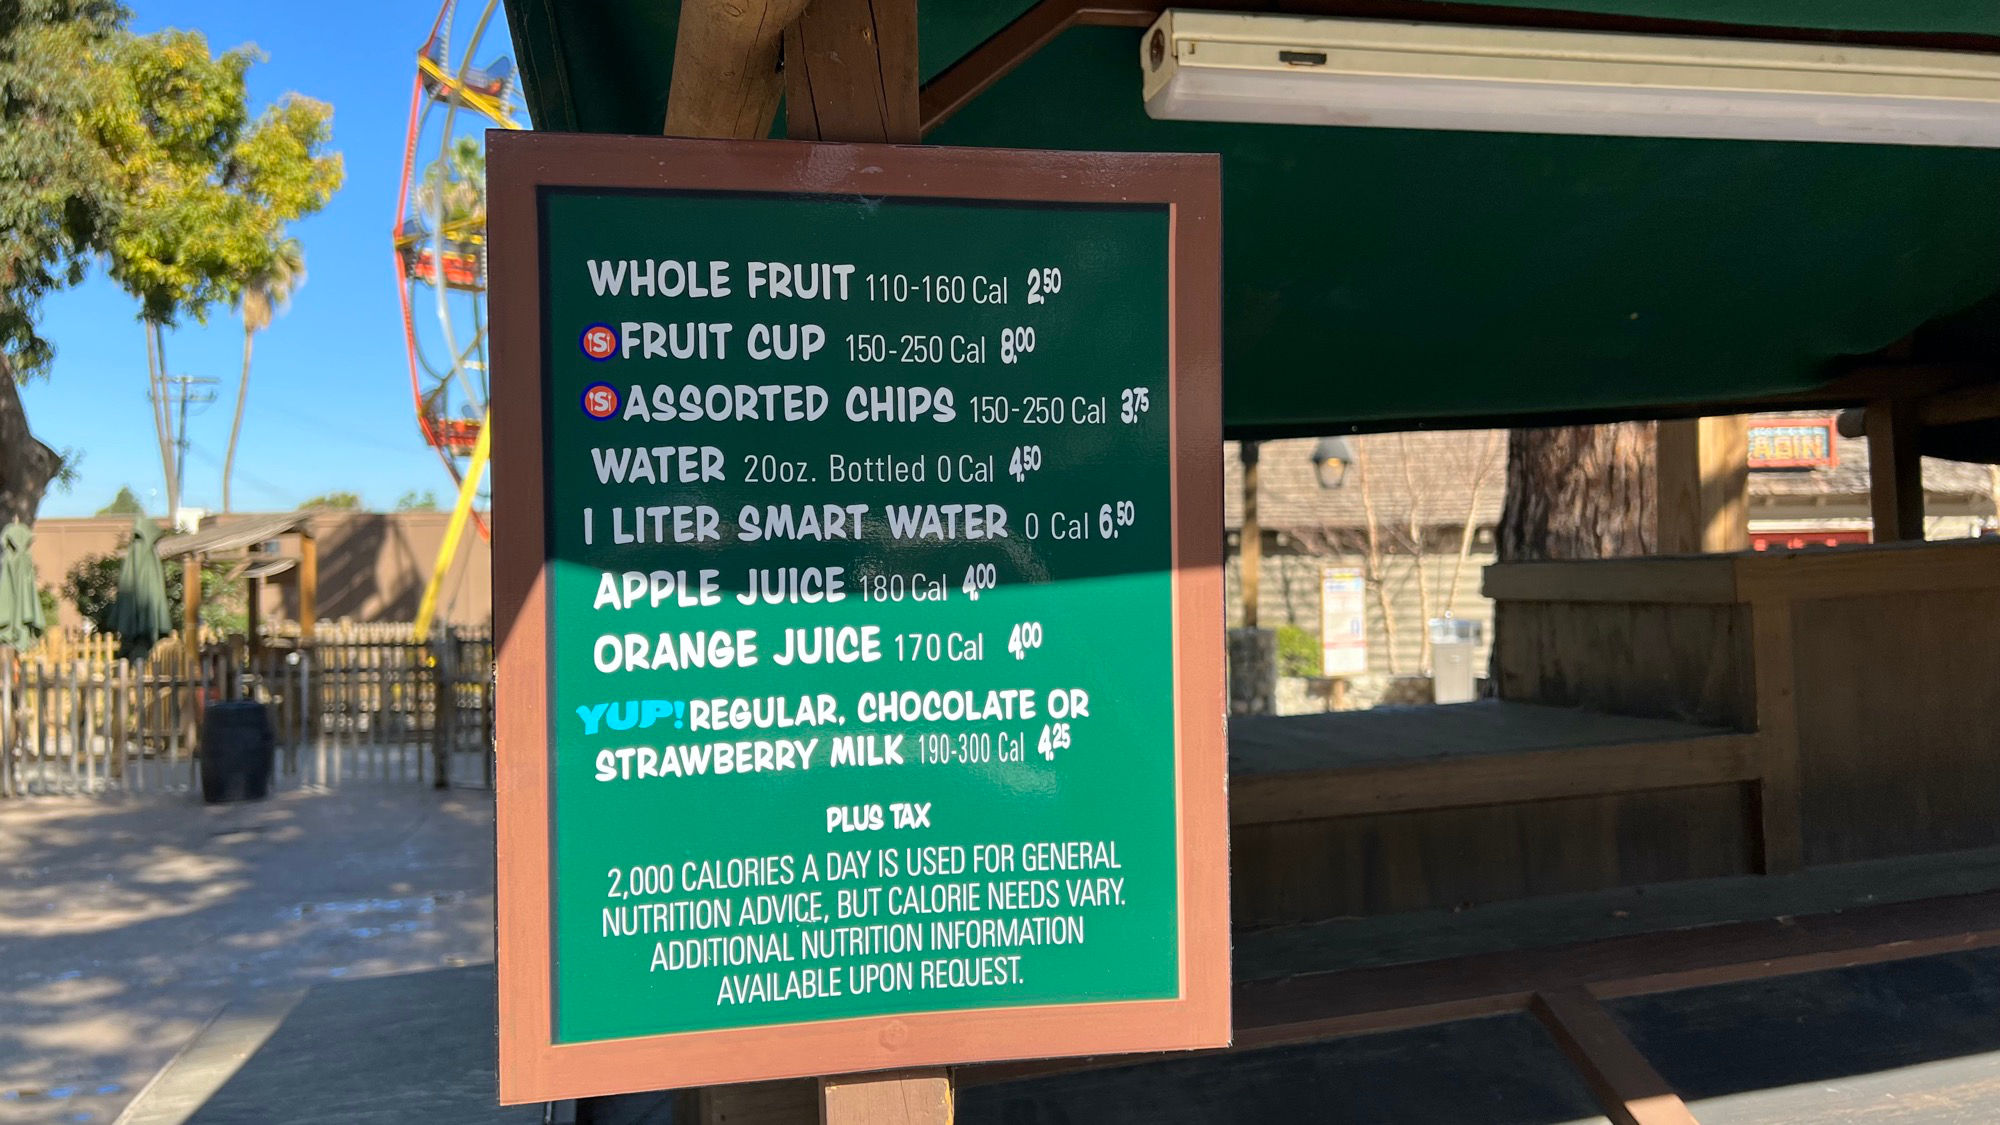 WHOLE FRUIT 110-160 Cal 2.50
S FRUIT CUP 150-250 Cal 8.00
S ASSORTED CHIPS 150-250 Cal 3.75
WATER 20oz. Bottled 0 Cal 4.50
1 LITER SMART WATER 0 Cal 6.50
APPLE JUICE 180 Cal 4.00
ORANGE JUICE 170 Cal 4.00
YUP! REGULAR, CHOCOLATE OR
STRAWBERRY MILK 190-300 Cal 4.25
PLUS TAX
2,000 CALORIES A DAY IS USED FOR GENERAL
NUTRITION ADVICE, BUT CALORIE NEEDS VARY.
ADDITIONAL NUTRITION INFORMATION
AVAILABLE UPON REQUEST.